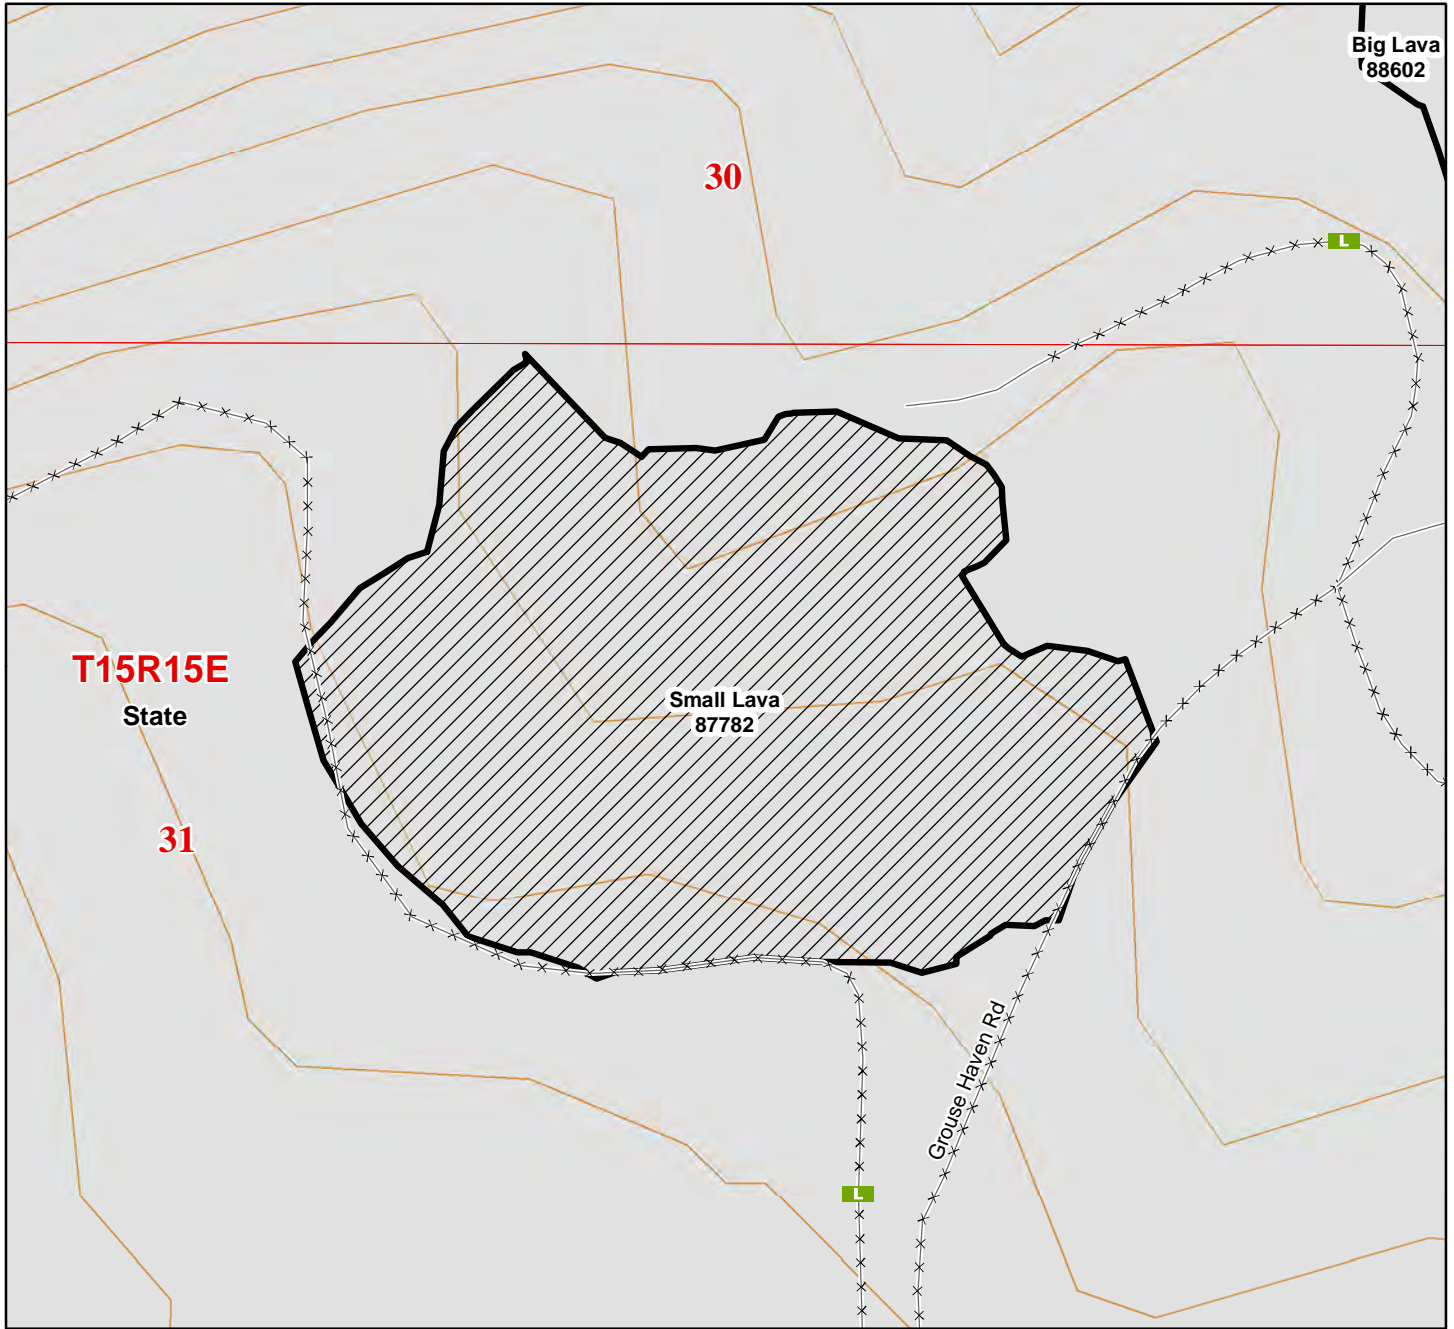 Big Lava
88602
30
L
T15R15E
State
Small Lava
87782
31
Grouse Haven Rd
L